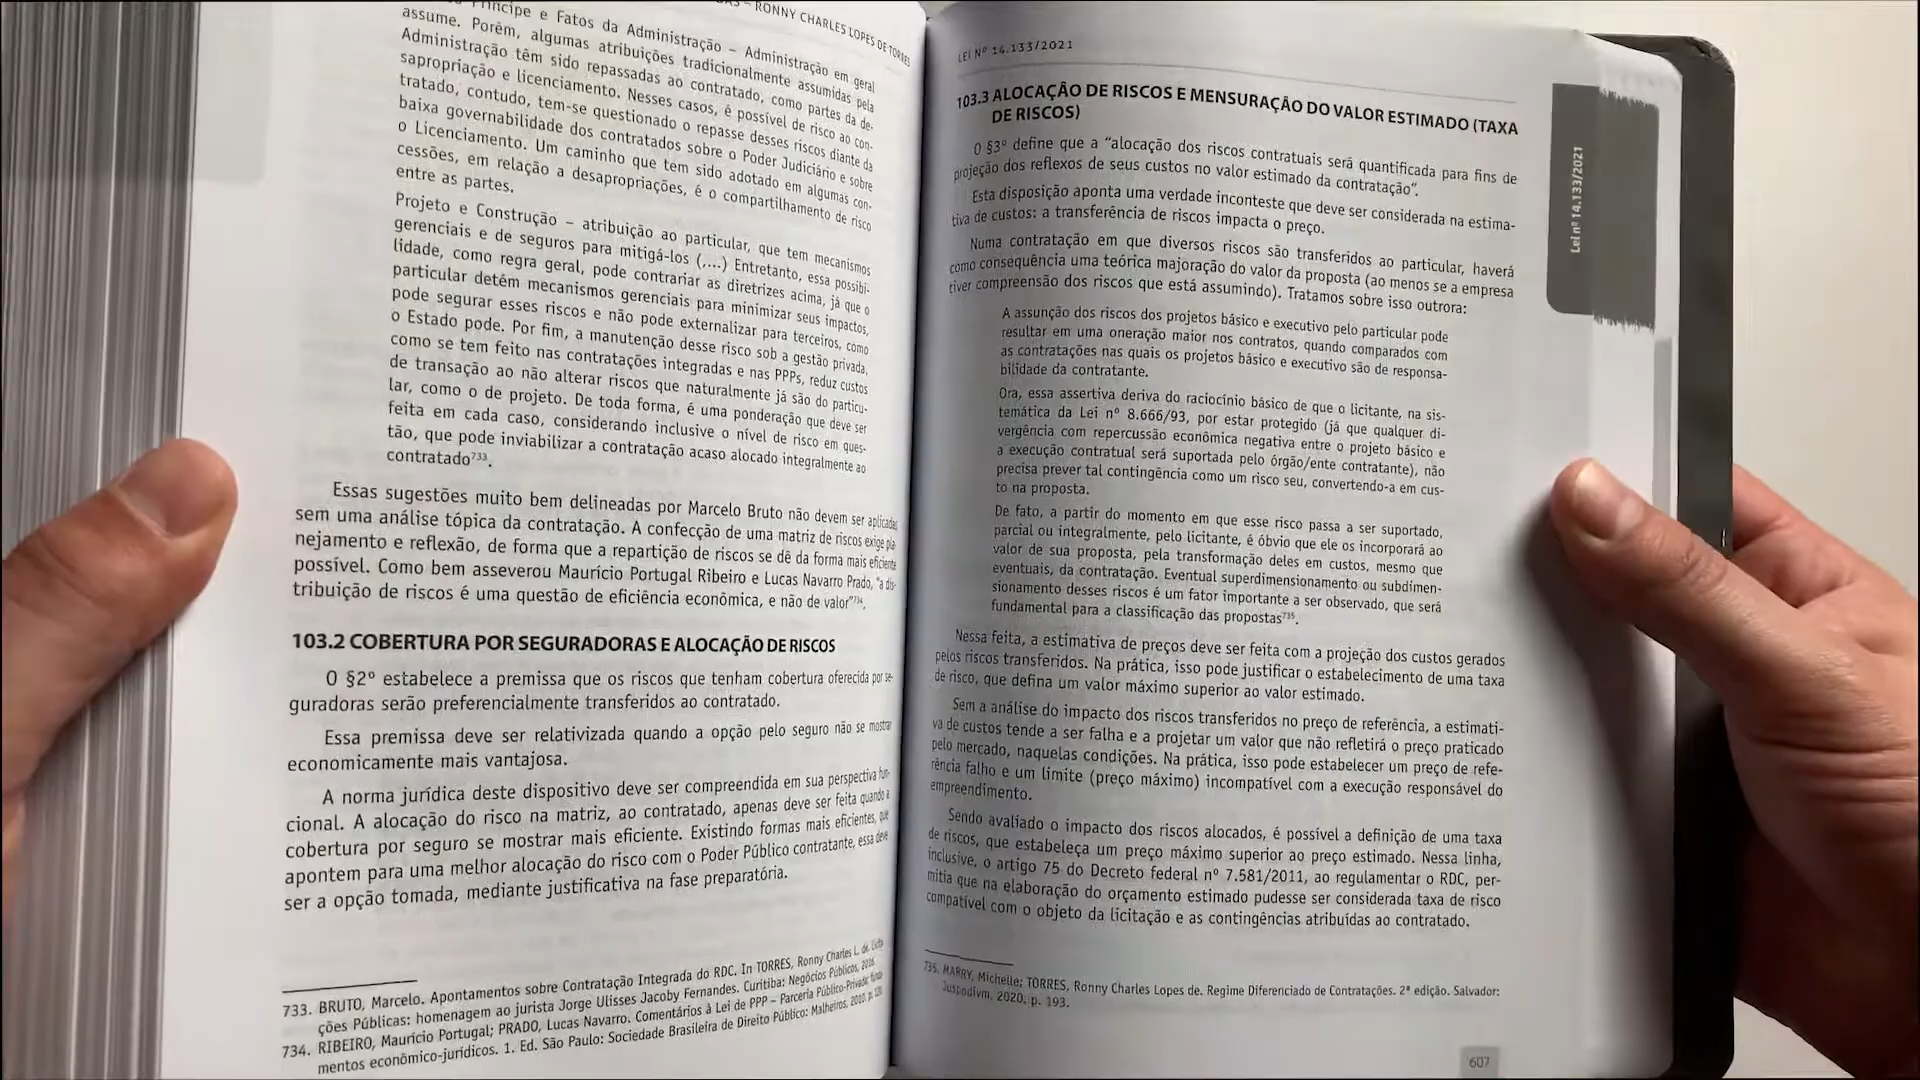 – RONNY CHARLES LOPES DE TORRES
Príncipe e Fatos da Administração – Administração em geral
assume. Porém, algumas atribuições tradicionalmente assumidas pela
Administração têm sido repassadas ao contratado, como partes da de-
sapropriação e licenciamento. Nesses casos, é possível de risco ao con-
tratado, contudo, tem-se questionado o repasse desses riscos diante da
baixa governabilidade dos contratados sobre o Poder Judiciário e sobre
o Licenciamento. Um caminho que tem sido adotado em algumas con-
cessões, em relação a desapropriações, é o compartilhamento de risco
entre as partes.
Projeto e Construção – atribuição ao particular, que tem mecanismos
gerenciais e de seguros para mitigá-los (....) Entretanto, essa possibi-
lidade, como regra geral, pode contrariar as diretrizes acima, já que o
particular detém mecanismos gerenciais para minimizar seus impactos,
pode segurar esses riscos e não pode externalizar para terceiros, como
o Estado pode. Por fim, a manutenção desse risco sob a gestão privada,
como se tem feito nas contratações integradas e nas PPPs, reduz custos
de transação ao não alterar riscos que naturalmente já são do particu-
lar, como o de projeto. De toda forma, é uma ponderação que deve ser
feita em cada caso, considerando inclusive o nível de risco em ques-
tão, que pode inviabilizar a contratação acaso alocado integralmente ao
contratado733.
Essas sugestões muito bem delineadas por Marcelo Bruto não devem ser aplicadas
sem uma análise tópica da contratação. A confecção de uma matriz de riscos exige pla-
nejamento e reflexão, de forma que a repartição de riscos se dê da forma mais eficiente
possível. Como bem asseverou Maurício Portugal Ribeiro e Lucas Navarro Prado, "a dis-
tribuição de riscos é uma questão de eficiência econômica, e não de valor"734.
103.2 COBERTURA POR SEGURADORAS E ALOCAÇÃO DE RISCOS
O §2º estabelece a premissa que os riscos que tenham cobertura oferecida por se-
guradoras serão preferencialmente transferidos ao contratado.
Essa premissa deve ser relativizada quando a opção pelo seguro não se mostrar
economicamente mais vantajosa.
A norma jurídica deste dispositivo deve ser compreendida em sua perspectiva fun-
cional. A alocação do risco na matriz, ao contratado, apenas deve ser feita quando a
cobertura por seguro se mostrar mais eficiente. Existindo formas mais eficientes, que
apontem para uma melhor alocação do risco com o Poder Público contratante, essa deve
ser a opção tomada, mediante justificativa na fase preparatória.
733. BRUTO, Marcelo. Apontamentos sobre Contratação Integrada do RDC. In TORRES, Ronny Charles L. de. Licita
ções Públicas: homenagem ao jurista Jorge Ulisses Jacoby Fernandes. Curitiba: Negócios Públicos, 2016.
734. RIBEIRO, Maurício Portugal; PRADO, Lucas Navarro. Comentários à Lei de PPP – Parceria Público-Privada: funda
mentos econômico-jurídicos. 1. Ed. São Paulo: Sociedade Brasileira de Direito Público: Malheiros, 2010. p.
LEI Nº 14.133/2021
103.3 ALOCAÇÃO DE RISCOS E MENSURAÇÃO DO VALOR ESTIMADO (TAXA
DE RISCOS)
O §3º define que a "alocação dos riscos contratuais será quantificada para fins de
projeção dos reflexos de seus custos no valor estimado da contratação".
Esta disposição aponta uma verdade inconteste que deve ser considerada na estima-
tiva de custos: a transferência de riscos impacta o preço.
Numa contratação em que diversos riscos são transferidos ao particular, haverá
como consequência uma teórica majoração do valor da proposta (ao menos se a empresa
tiver compreensão dos riscos que está assumindo). Tratamos sobre isso outrora:
A assunção dos riscos dos projetos básico e executivo pelo particular pode
resultar em uma oneração maior nos contratos, quando comparados com
as contratações nas quais os projetos básico e executivo são de responsa-
bilidade da contratante.
Ora, essa assertiva deriva do raciocínio básico de que o licitante, na sis-
temática da Lei nº 8.666/93, por estar protegido (já que qualquer di-
vergência com repercussão econômica negativa entre o projeto básico e
a execução contratual será suportada pelo órgão/ente contratante), não
precisa prever tal contingência como um risco seu, convertendo-a em cus-
to na proposta.
De fato, a partir do momento em que esse risco passa a ser suportado,
parcial ou integralmente, pelo licitante, é óbvio que ele os incorporará ao
valor de sua proposta, pela transformação deles em custos, mesmo que
eventuais, da contratação. Eventual superdimensionamento ou subdimen-
sionamento desses riscos é um fator importante a ser observado, que será
fundamental para a classificação das propostas735.
Nessa feita, a estimativa de preços deve ser feita com a projeção dos custos gerados
pelos riscos transferidos. Na prática, isso pode justificar o estabelecimento de uma taxa
de risco, que defina um valor máximo superior ao valor estimado.
Sem a análise do impacto dos riscos transferidos no preço de referência, a estimati-
va de custos tende a ser falha e a projetar um valor que não refletirá o preço praticado
pelo mercado, naquelas condições. Na prática, isso pode estabelecer um preço de refe-
rência falho e um limite (preço máximo) incompatível com a execução responsável do
empreendimento.
Sendo avaliado o impacto dos riscos alocados, é possível a definição de uma taxa
de riscos, que estabeleça um preço máximo superior ao preço estimado. Nessa linha,
inclusive, o artigo 75 do Decreto federal nº 7.581/2011, ao regulamentar o RDC, per-
mitia que na elaboração do orçamento estimado pudesse ser considerada taxa de risco
compatível com o objeto da licitação e as contingências atribuídas ao contratado.
735. MARRY, Michelle; TORRES, Ronny Charles Lopes de. Regime Diferenciado de Contratações. 2ª edição. Salvador:
Juspodivm, 2020, p. 193.
607
Lei nº 14.133/2021